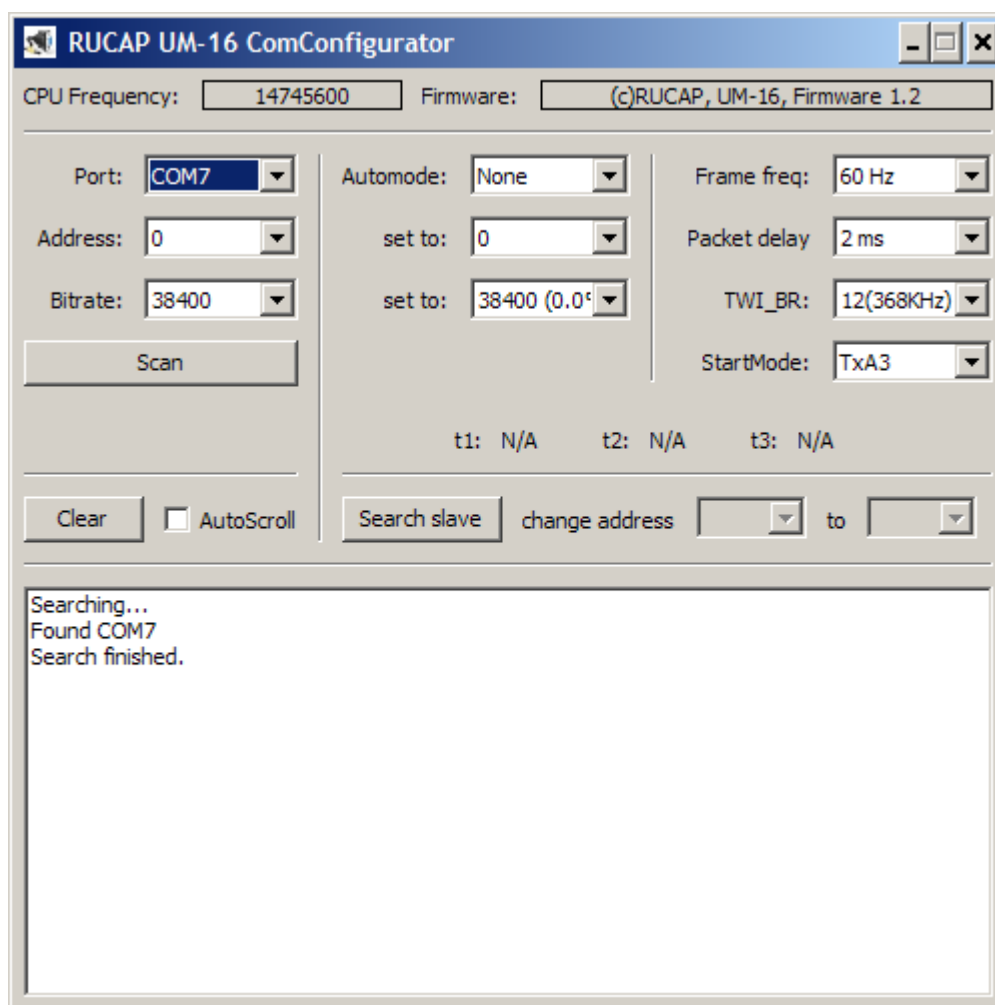 RUCAP UM-16 ComConfigurator
CPU Frequency: 14745600 Firmware: (c)RUCAP, UM-16, Firmware 1.2
Port: COM7 Automode: None Frame freq: 60 Hz
Address: 0 set to: 0 Packet delay 2 ms
Bitrate: 38400 set to: 38400 (0.0 TWI_BR: 12(368KHz)
Scan StartMode: TxA3
t1: N/A t2: N/A t3: N/A
Clear AutoScroll Search slave change address to
Searching...
Found COM7
Search finished.